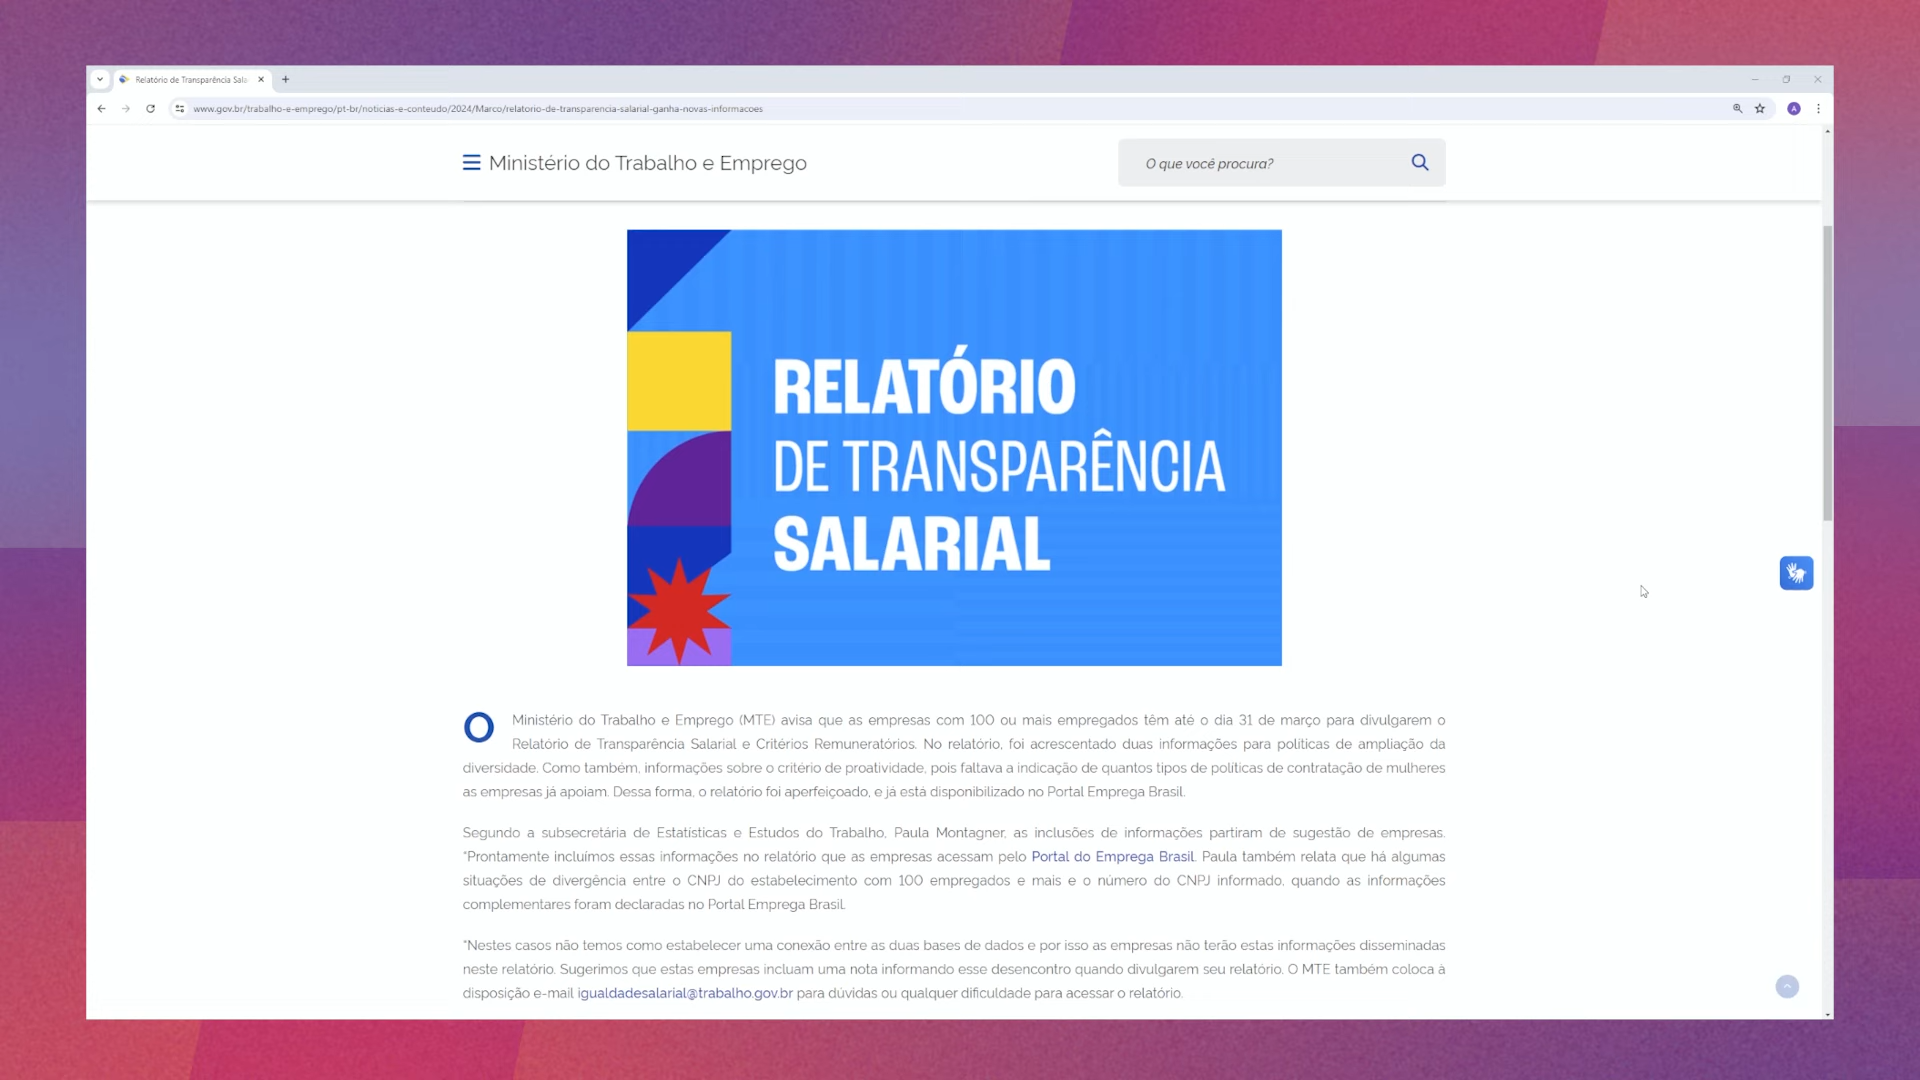 Relatório de Transparência Sala
www.gov.br/trabalho-e-emprego/pt-br/noticias-e-conteudo/2024/Marco/relatorio-de-transparencia-salarial-ganha-novas-informacoes
A
Ministério do Trabalho e Emprego
O que você procura?
RELATÓRIO
DE TRANSPARÊNCIA
SALARIAL
O Ministério do Trabalho e Emprego (MTE) avisa que as empresas com 100 ou mais empregados têm até o dia 31 de março para divulgarem o
Relatório de Transparência Salarial e Critérios Remuneratórios. No relatório, foi acrescentado duas informações para políticas de ampliação da
diversidade. Como também, informações sobre o critério de proatividade, pois faltava a indicação de quantos tipos de políticas de contratação de mulheres
as empresas já apoiam. Dessa forma, o relatório foi aperfeiçoado, e já está disponibilizado no Portal Emprega Brasil.
Segundo a subsecretária de Estatísticas e Estudos do Trabalho, Paula Montagner, as inclusões de informações partiram de sugestão de empresas.
“Prontamente incluímos essas informações no relatório que as empresas acessam pelo Portal do Emprega Brasil. Paula também relata que há algumas
situações de divergência entre o CNPJ do estabelecimento com 100 empregados e mais e o número do CNPJ informado, quando as informações
complementares foram declaradas no Portal Emprega Brasil.
“Nestes casos não temos como estabelecer uma conexão entre as duas bases de dados e por isso as empresas não terão estas informações disseminadas
neste relatório. Sugerimos que estas empresas incluam uma nota informando esse desencontro quando divulgarem seu relatório. O MTE também coloca à
disposição e-mail igualdadesalarial@trabalho.gov.br para dúvidas ou qualquer dificuldade para acessar o relatório.